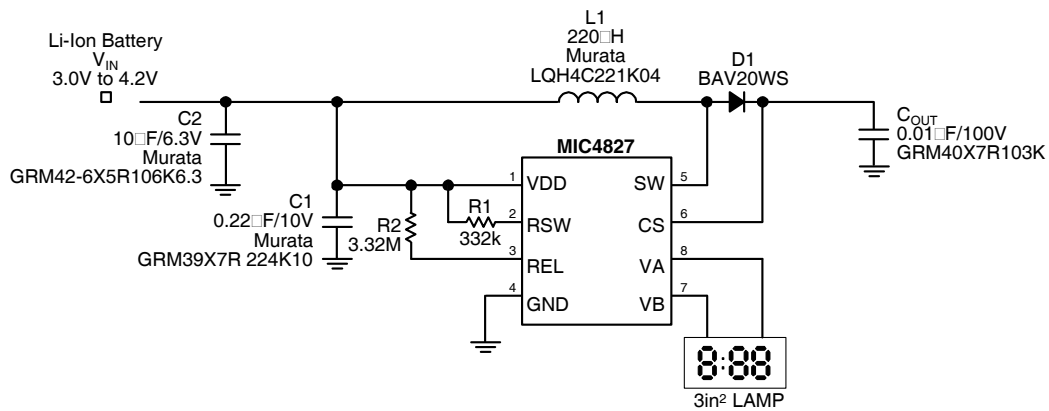 Li-Ion Battery
VIN
3.0V to 4.2V
L1
220□H
Murata
LQH4C221K04
D1
BAV20WS
C2
10□F/6.3V
Murata
GRM42-6X5R106K6.3
COUT
0.01□F/100V
GRM40X7R103K
MIC4827
C1
0.22□F/10V
Murata
GRM39X7R 224K10
R2
3.32M
R1
332k
1 VDD
2 RSW
3 REL
4 GND
SW 5
CS 6
VA 8
VB 7
8:88
3in² LAMP